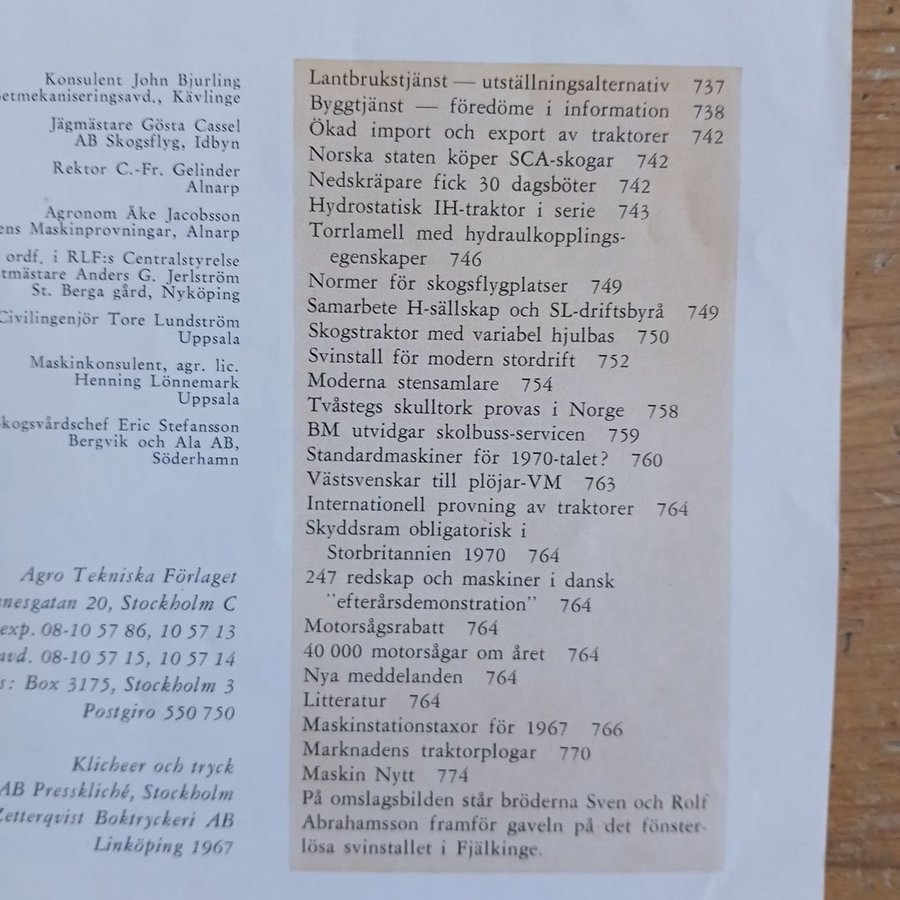 Konsulent John Bjurling
etmekaniseringsavd., Kävlinge
Jägmästare Gösta Cassel
AB Skogsflyg, Idbyn
Rektor C.-Fr. Gelinder
Alnarp
Agronom Åke Jacobsson
ens Maskinprovningar, Alnarp
ordf. i RLF:s Centralstyrelse
tmästare Anders G. Jerlström
St. Berga gård, Nyköping
Civilingenjör Tore Lundström
Uppsala
Maskinkonsulent, agr. lic.
Henning Lönnemark
Uppsala
kogsvårdschef Eric Stefansson
Bergvik och Ala AB,
Söderhamn
Agro Tekniska Förlaget
nesgatan 20, Stockholm C
exp. 08-10 57 86, 10 57 13
avd. 08-10 57 15, 10 57 14
s: Box 3175, Stockholm 3
Postgiro 550 750
Klicheer och tryck
AB Presskliché, Stockholm
Zetterqvist Boktryckeri AB
Linköping 1967
Lantbrukstjänst — utställningsalternativ 737
Byggtjänst — föredöme i information 738
Ökad import och export av traktorer 742
Norska staten köper SCA-skogar 742
Nedskräpare fick 30 dagsböter 742
Hydrostatisk IH-traktor i serie 743
Torrlamell med hydraulkopplings-
egenskaper 746
Normer för skogsflygplatser 749
Samarbete H-sällskap och SL-driftsbyrå 749
Skogstraktor med variabel hjulbas 750
Svinstall för modern stordrift 752
Moderna stensamlare 754
Tvåstegs skulltork provas i Norge 758
BM utvidgar skolbuss-servicen 759
Standardmaskiner för 1970-talet? 760
Västsvenskar till plöjar-VM 763
Internationell provning av traktorer 764
Skyddsram obligatorisk i
Storbritannien 1970 764
247 redskap och maskiner i dansk
"efterårsdemonstration" 764
Motorsågsrabatt 764
40 000 motorsågar om året 764
Nya meddelanden 764
Litteratur 764
Maskinstationstaxor för 1967 766
Marknadens traktorplogar 770
Maskin Nytt 774
På omslagsbilden står bröderna Sven och Rolf
Abrahamsson framför gaveln på det fönster-
lösa svinstallet i Fjälkinge.